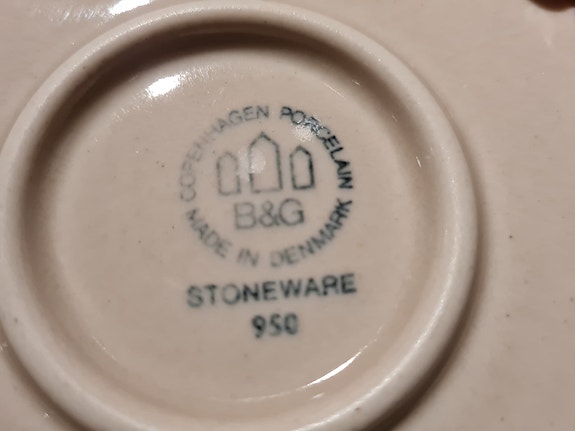 COPENHAGEN PORCELAIN
B&G
MADE IN DENMARK
STONEWARE
950